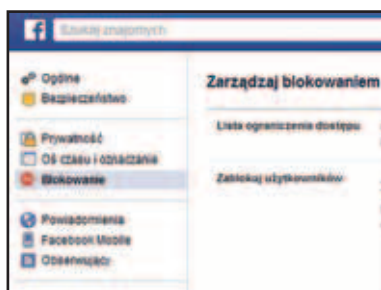 f
Szukaj znajomych
Ogólne
Bezpieczeństwo
Prywatność
Oś czasu i oznaczanie
Blokowanie
Powiadomienia
Facebook Mobile
Obserwujący
Zarządzaj blokowaniem
Lista ograniczenia dostępu
Zablokuj użytkowników